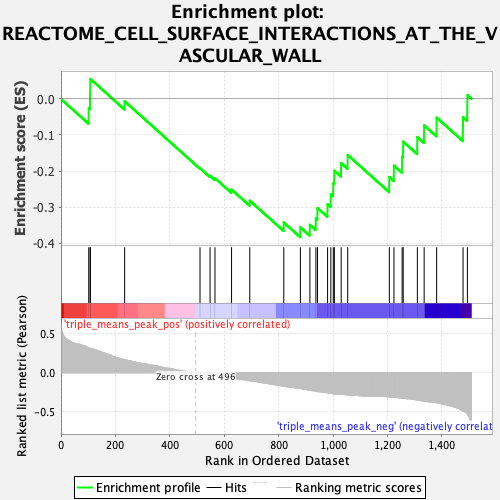 Enrichment plot:
REACTOME_CELL_SURFACE_INTERACTIONS_AT_THE_V
ASCULAR_WALL
Enrichment score (ES)
0.0
-0.1
-0.2
-0.3
-0.4
'triple_means_peak_pos' (positively correlated)
Ranked list metric (Pearson)
0.5
0.0
-0.5
Zero cross at 496
'triple_means_peak_neg' (negatively correlat
0
200
400
600
800
1,000
1,200
1,400
Rank in Ordered Dataset
Enrichment profile
Hits
Ranking metric scores